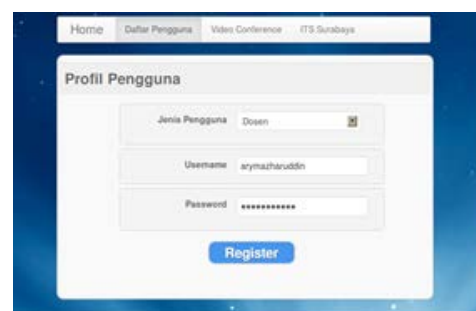 Home Daftar Pengguna Video Conference ITS Surabaya
Profil Pengguna
Jenis Pengguna Dosen
Username arymazharuddin
Password •••••••••••
Register